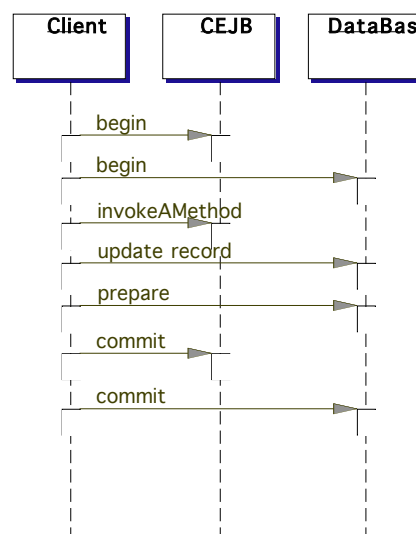 Client
CEJB
DataBas
begin
begin
invokeAMethod
update record
prepare
commit
commit